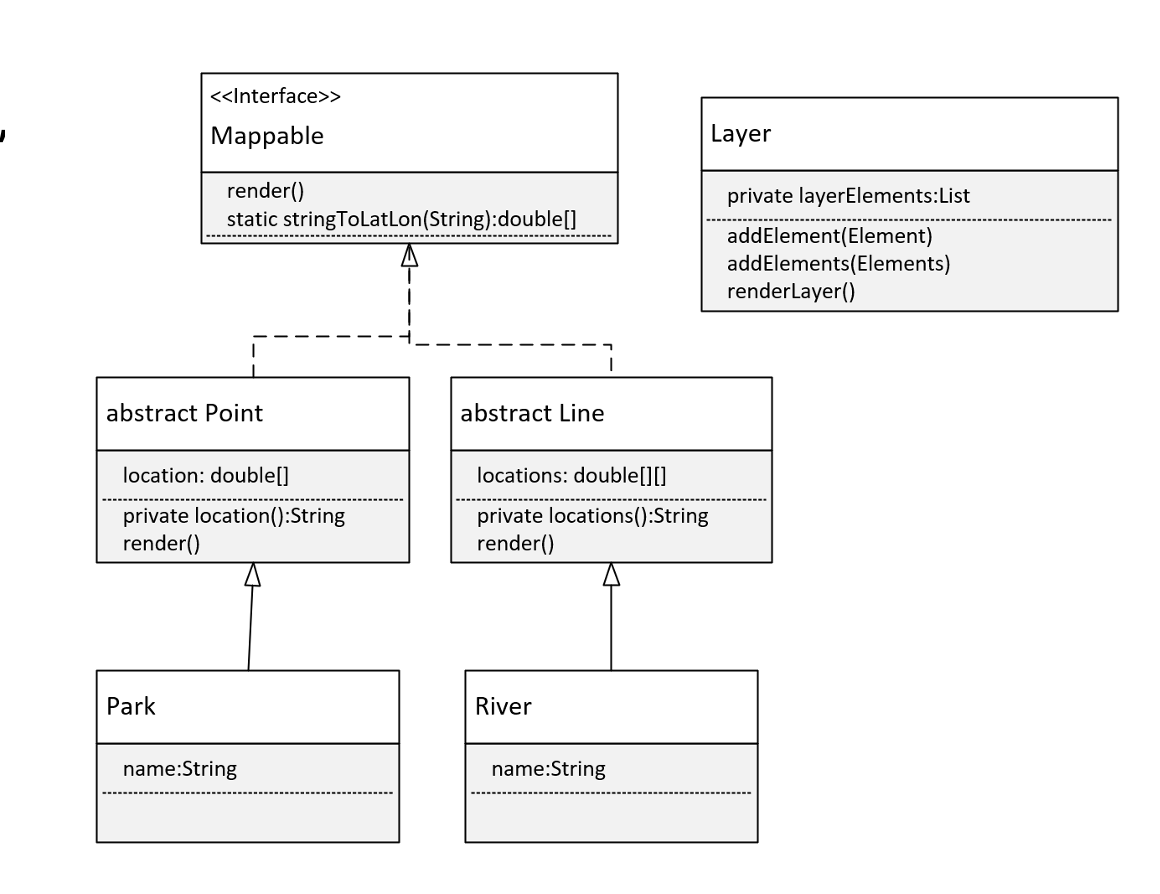 <<Interface>>
Mappable
render()
static stringToLatLon(String):double[]
Layer
private layerElements:List
addElement(Element)
addElements(Elements)
renderLayer()
abstract Point
location: double[]
private location():String
render()
abstract Line
locations: double[][]
private locations():String
render()
Park
name:String
River
name:String